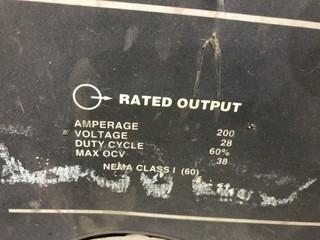 RATED OUTPUT
AMPERAGE 200
VOLTAGE 28
DUTY CYCLE 60%
MAX OCV 38
NEMA CLASS I (60)